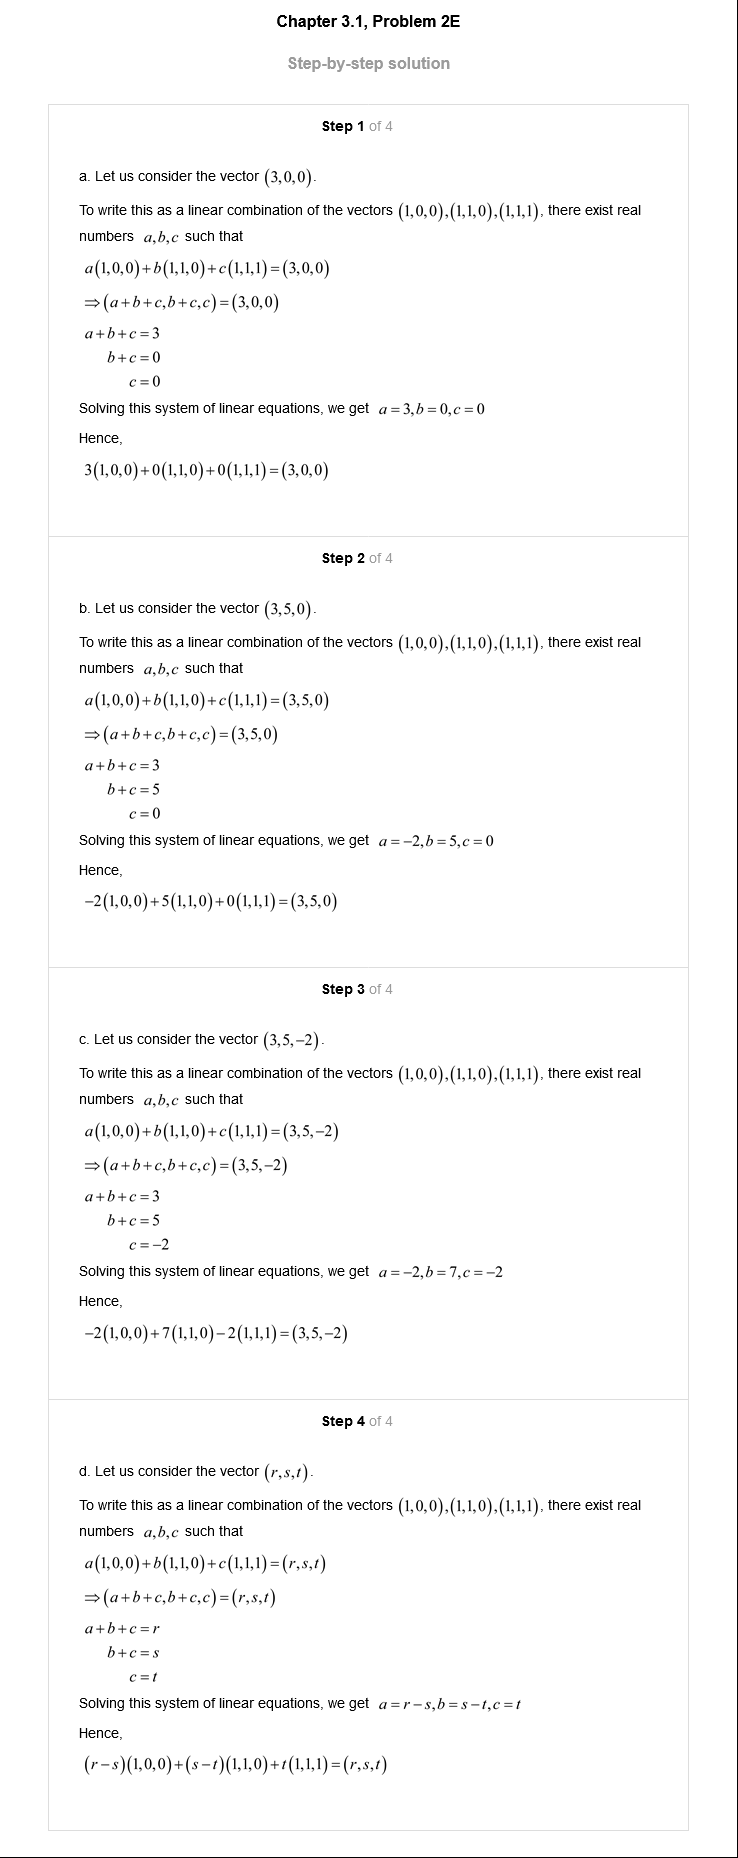 Chapter 3.1, Problem 2E
Step-by-step solution
Step 1 of 4
a. Let us consider the vector (3,0,0).
To write this as a linear combination of the vectors (1,0,0),(1,1,0),(1,1,1), there exist real
numbers a,b,c such that
a(1,0,0)+b(1,1,0)+c(1,1,1)=(3,0,0)
⇒(a+b+c,b+c,c)=(3,0,0)
a+b+c=3
b+c=0
c=0
Solving this system of linear equations, we get a=3,b=0,c=0
Hence,
3(1,0,0)+0(1,1,0)+0(1,1,1)=(3,0,0)
Step 2 of 4
b. Let us consider the vector (3,5,0).
To write this as a linear combination of the vectors (1,0,0),(1,1,0),(1,1,1), there exist real
numbers a,b,c such that
a(1,0,0)+b(1,1,0)+c(1,1,1)=(3,5,0)
⇒(a+b+c,b+c,c)=(3,5,0)
a+b+c=3
b+c=5
c=0
Solving this system of linear equations, we get a=−2,b=5,c=0
Hence,
−2(1,0,0)+5(1,1,0)+0(1,1,1)=(3,5,0)
Step 3 of 4
c. Let us consider the vector (3,5,−2).
To write this as a linear combination of the vectors (1,0,0),(1,1,0),(1,1,1), there exist real
numbers a,b,c such that
a(1,0,0)+b(1,1,0)+c(1,1,1)=(3,5,−2)
⇒(a+b+c,b+c,c)=(3,5,−2)
a+b+c=3
b+c=5
c=−2
Solving this system of linear equations, we get a=−2,b=7,c=−2
Hence,
−2(1,0,0)+7(1,1,0)−2(1,1,1)=(3,5,−2)
Step 4 of 4
d. Let us consider the vector (r,s,t).
To write this as a linear combination of the vectors (1,0,0),(1,1,0),(1,1,1), there exist real
numbers a,b,c such that
a(1,0,0)+b(1,1,0)+c(1,1,1)=(r,s,t)
⇒(a+b+c,b+c,c)=(r,s,t)
a+b+c=r
b+c=s
c=t
Solving this system of linear equations, we get a=r−s,b=s−t,c=t
Hence,
(r−s)(1,0,0)+(s−t)(1,1,0)+t(1,1,1)=(r,s,t)